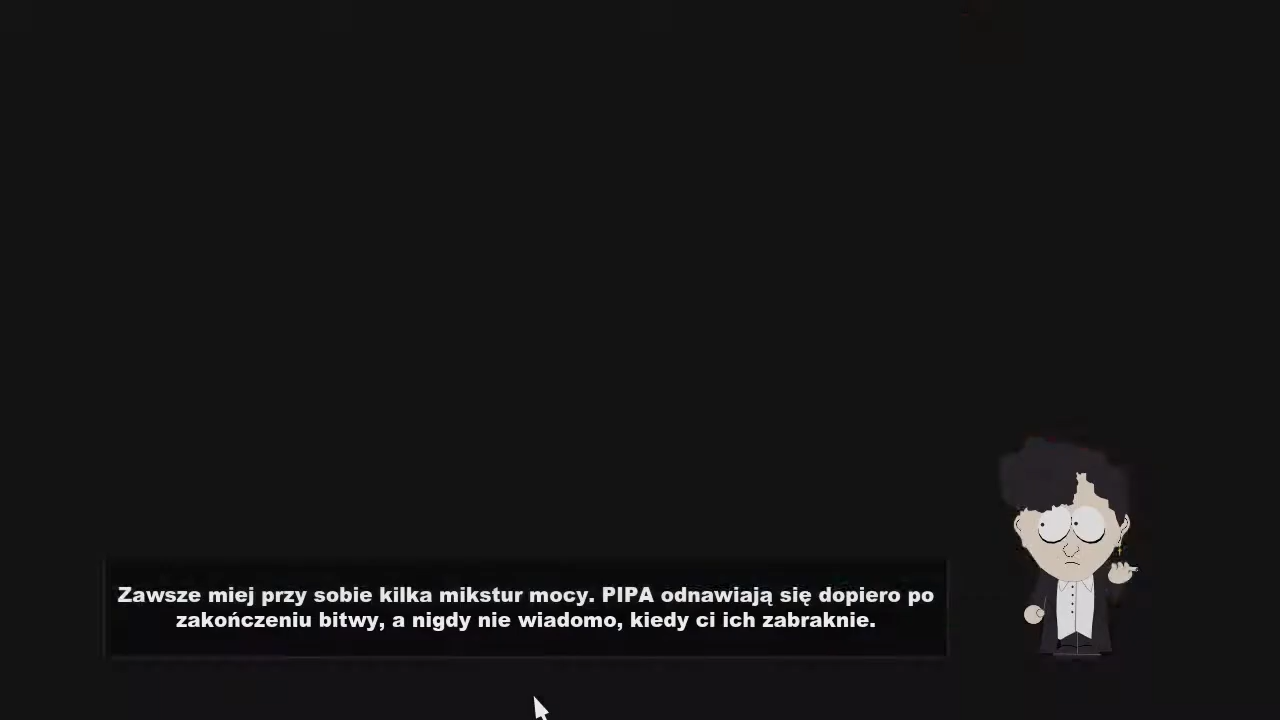 Zawsze miej przy sobie kilka mikstur mocy. PIPA odnawiają się dopiero po
zakończeniu bitwy, a nigdy nie wiadomo, kiedy ci ich zabraknie.